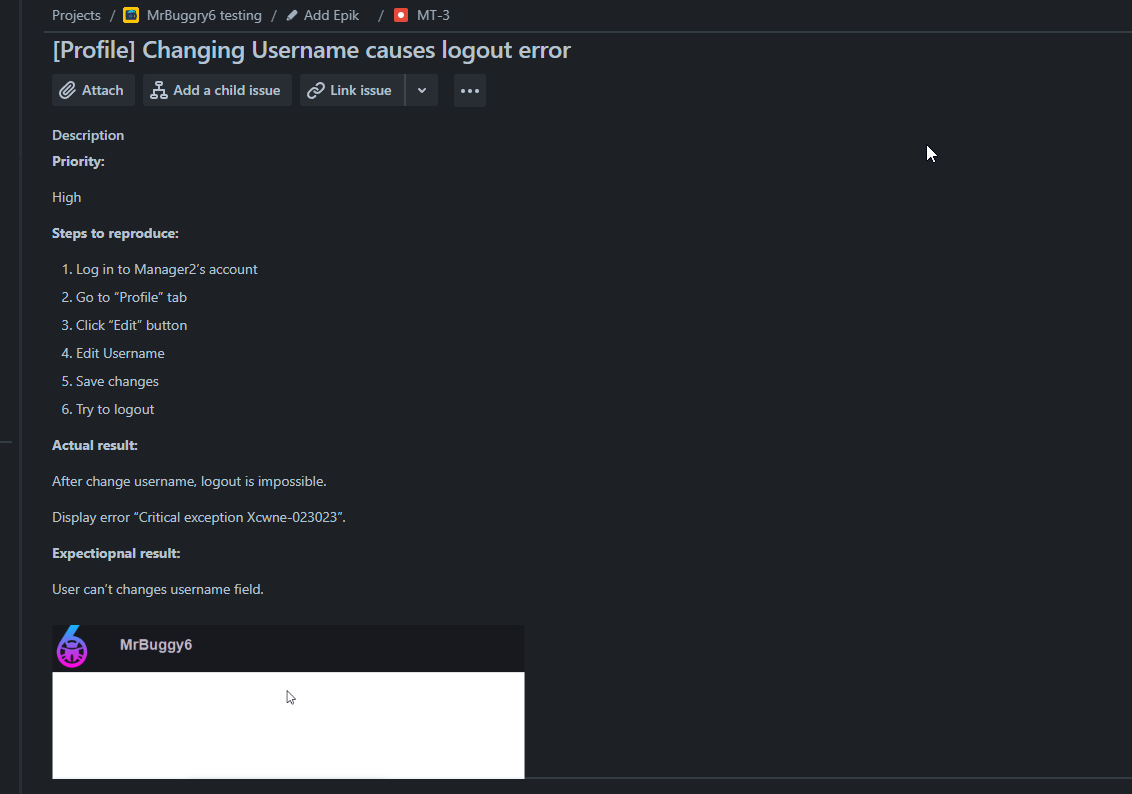 Projects / MrBuggry6 testing / Add Epik / MT-3
[Profile] Changing Username causes logout error
Attach Add a child issue Link issue
Description
Priority:
High
Steps to reproduce:
1. Log in to Manager2's account
2. Go to “Profile” tab
3. Click “Edit” button
4. Edit Username
5. Save changes
6. Try to logout
Actual result:
After change username, logout is impossible.
Display error “Critical exception Xcwne-023023”.
Expectiopnal result:
User can't changes username field.
MrBuggy6